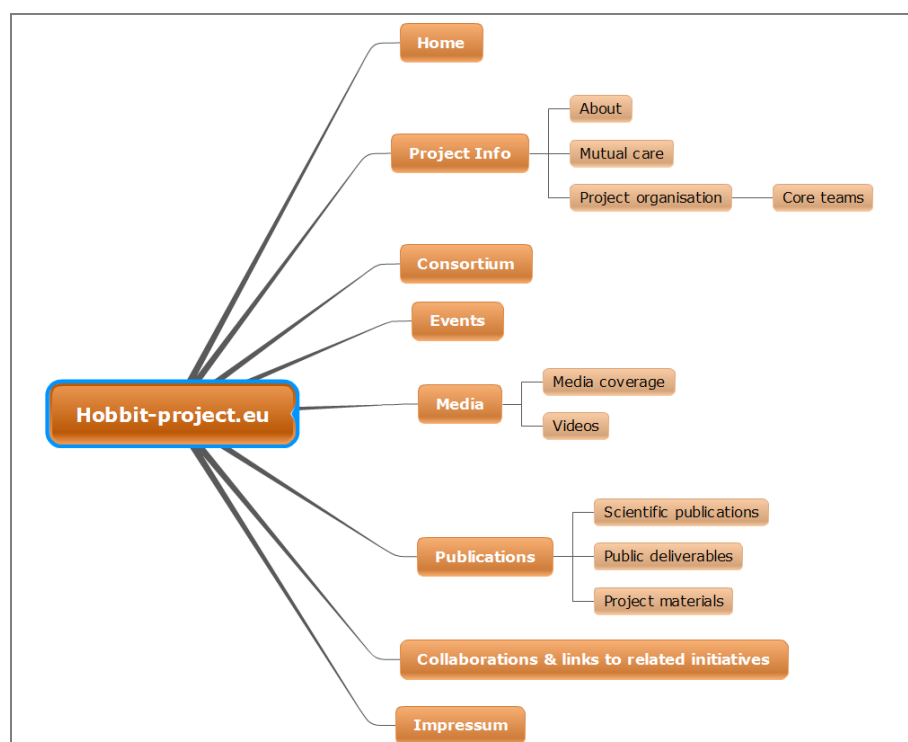 Home
Project Info
About
Mutual care
Project organisation
Core teams
Consortium
Events
Hobbit-project.eu
Media
Media coverage
Videos
Publications
Scientific publications
Public deliverables
Project materials
Collaborations & links to related initiatives
Impressum